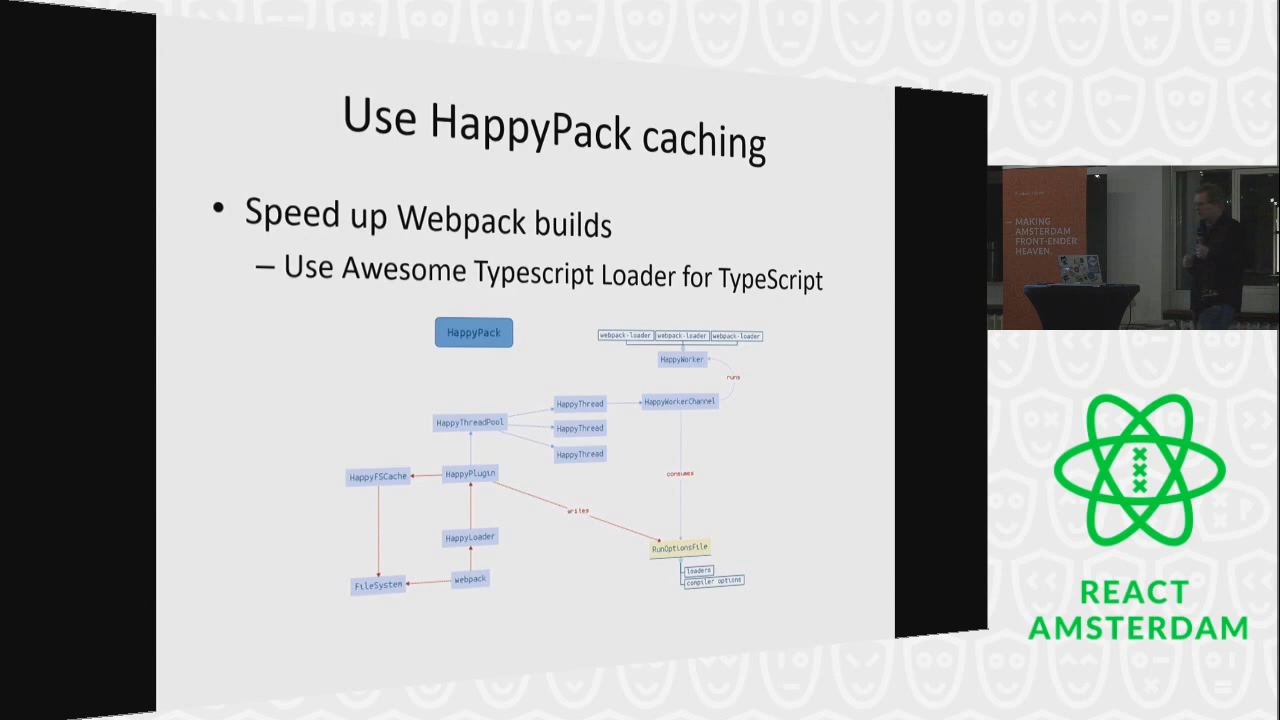 Use HappyPack caching
• Speed up Webpack builds
– Use Awesome Typescript Loader for TypeScript
HappyPack
webpack-loader webpack-loader webpack-loader
HappyWorker
runs
HappyThread
HappyWorkerChannel
HappyThreadPool
HappyThread
HappyThread
HappyFSCache
HappyPlugin
consumes
writes
HappyLoader
RunOptionsFile
FileSystem
webpack
loaders
compiler options
MAKING
AMSTERDAM
FRONT-ENDER
HEAVEN
REACT
AMSTERDAM